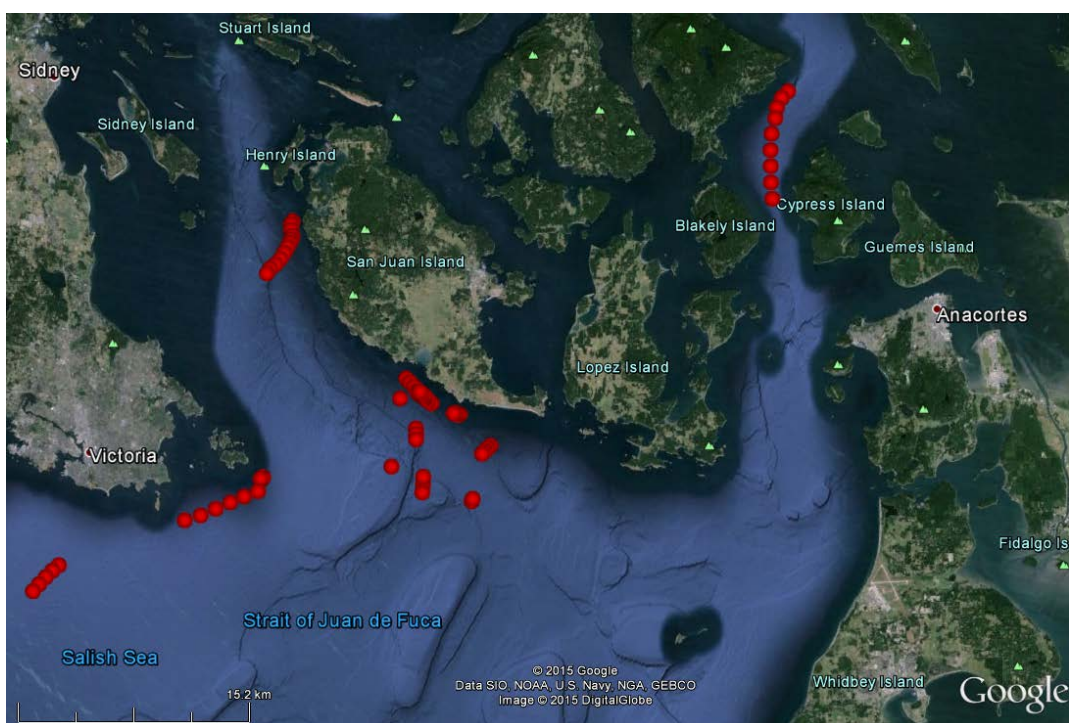 Stuart Island
Sidney
Sidney Island
Henry Island
Cypress Island
Blakely Island
Guemes Island
San Juan Island
Anacortes
Lopez Island
Victoria
Fidalgo Is
Strait of Juan de Fuca
Salish Sea
© 2015 Google
Data SIO, NOAA, U.S. Navy, NGA, GEBCO
Image © 2015 DigitalGlobe
15.2 km
Whidbey Island
Google